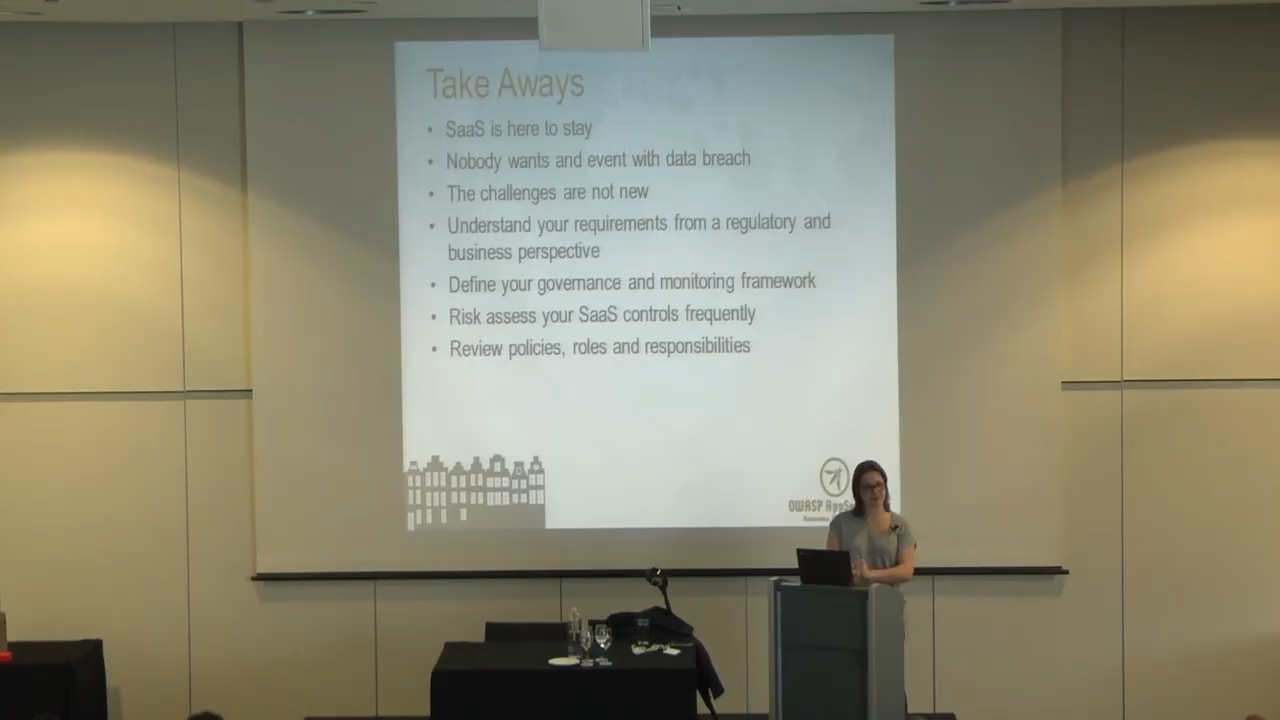 Take Aways
• SaaS is here to stay
• Nobody wants and event with data breach
• The challenges are not new
• Understand your requirements from a regulatory and
business perspective
• Define your governance and monitoring framework
• Risk assess your SaaS controls frequently
• Review policies, roles and responsibilities
OWASP